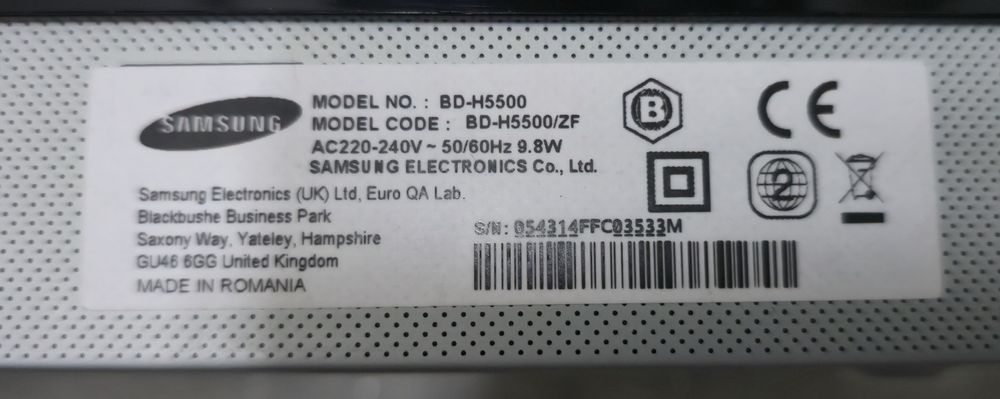 SAMSUNG
MODEL NO. : BD-H5500
MODEL CODE : BD-H5500/ZF
AC220-240V ~ 50/60Hz 9.8W
SAMSUNG ELECTRONICS Co., Ltd.
Samsung Electronics (UK) Ltd, Euro QA Lab.
Blackbushe Business Park
Saxony Way, Yateley, Hampshire
GU46 6GG United Kingdom
MADE IN ROMANIA
B
CE
2
S/N: 054314FFC03533M